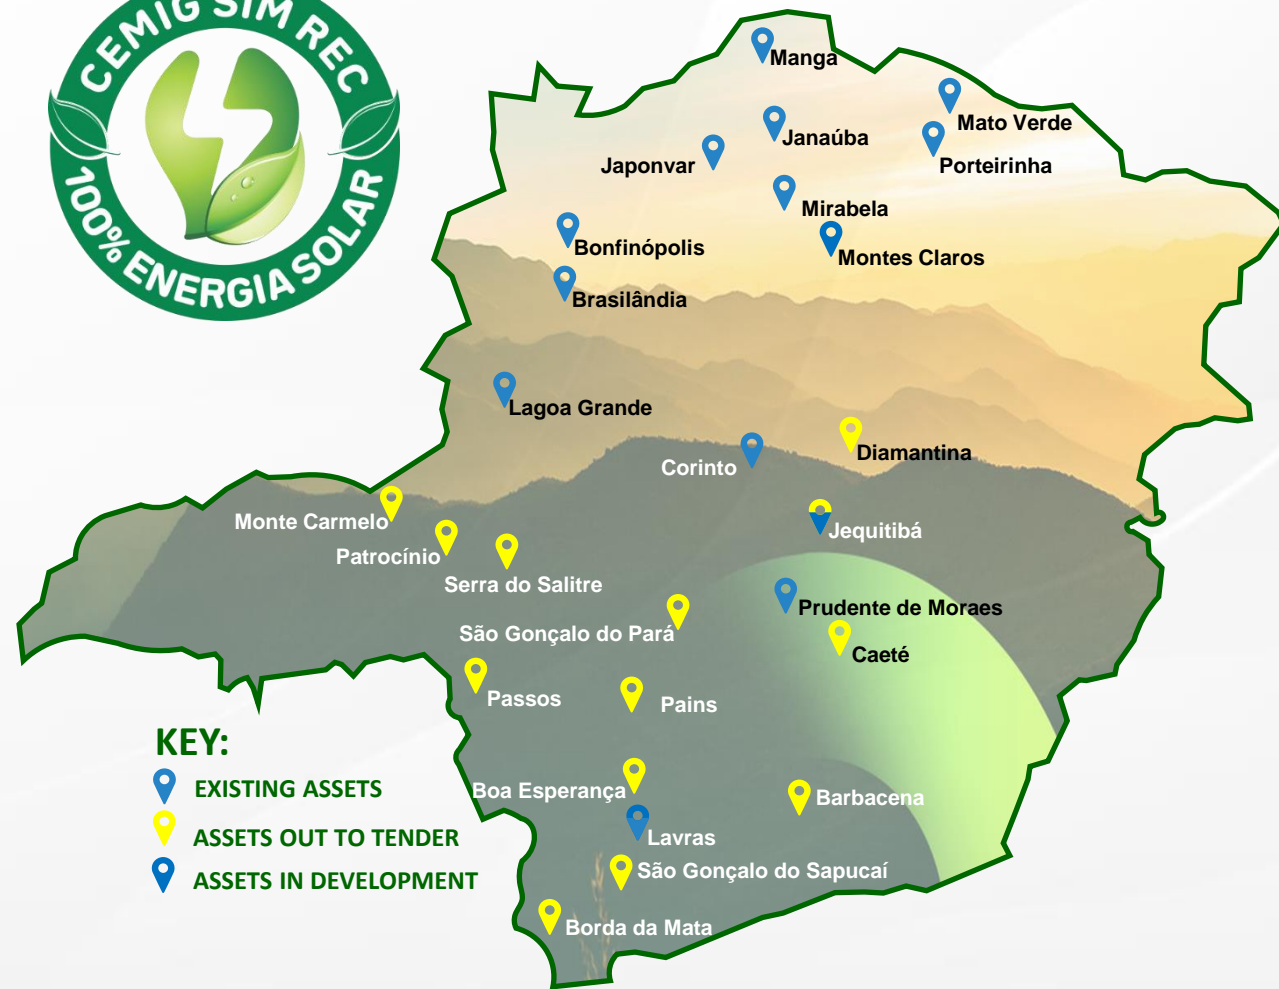 CEMIG SIM REC
100% ENERGIA SOLAR
Manga
Mato Verde
Janaúba
Japonvar
Porteirinha
Mirabela
Bonfinópolis
Montes Claros
Brasilândia
Lagoa Grande
Diamantina
Corinto
Monte Carmelo
Jequitibá
Patrocínio
Serra do Salitre
Prudente de Moraes
São Gonçalo do Pará
Caeté
Passos
Pains
KEY:
EXISTING ASSETS
ASSETS OUT TO TENDER
ASSETS IN DEVELOPMENT
Boa Esperança
Barbacena
Lavras
São Gonçalo do Sapucaí
Borda da Mata